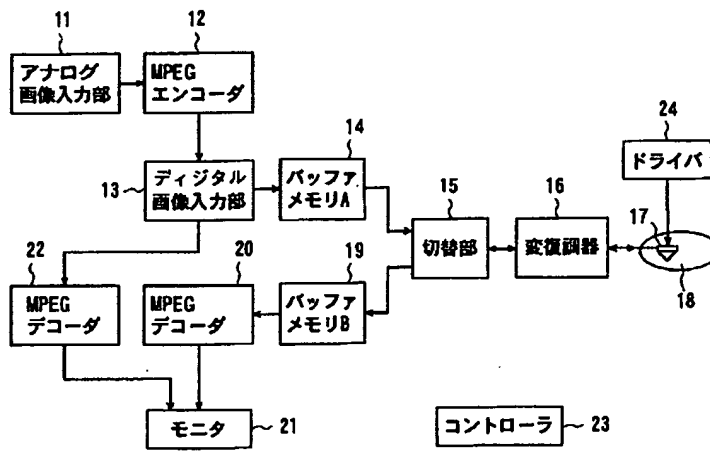 11
アナログ
画像入力部
12
MPEG
エンコーダ
13
ディジタル
画像入力部
14
バッファ
メモリA
15
切替部
16
変復調器
24
ドライバ
17
18
22
MPEG
デコーダ
20
MPEG
デコーダ
19
バッファ
メモリB
モニタ
21
コントローラ
23